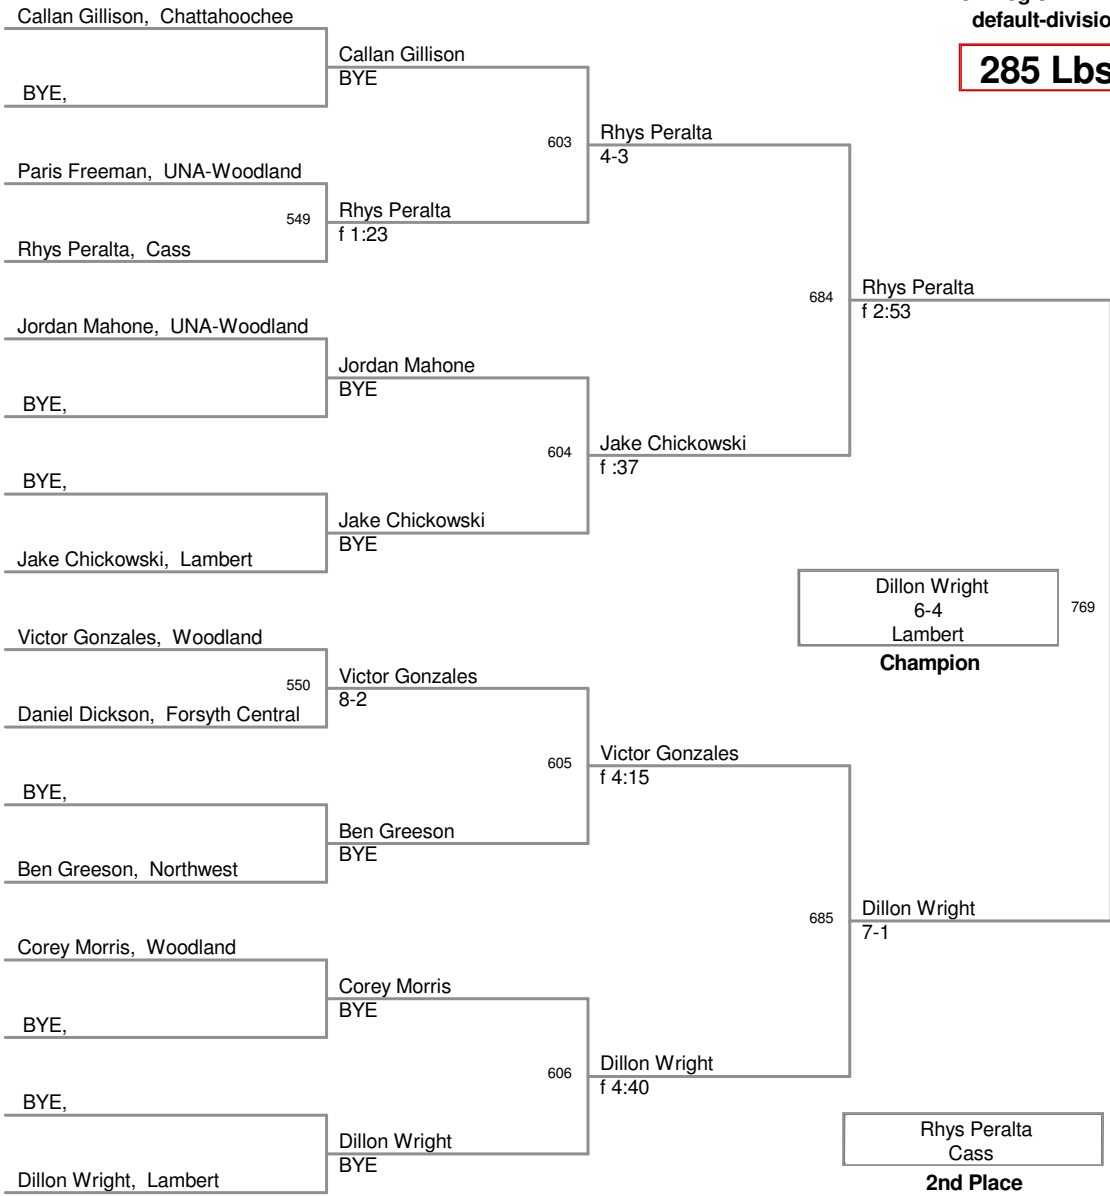 default-divisio
285 Lbs
Callan Gillison, Chattahoochee
BYE,
Paris Freeman, UNA-Woodland
549
Rhys Peralta, Cass
Jordan Mahone, UNA-Woodland
BYE,
BYE,
Jake Chickowski, Lambert
Victor Gonzales, Woodland
550
Daniel Dickson, Forsyth Central
BYE,
Ben Greeson, Northwest
Corey Morris, Woodland
BYE,
BYE,
Dillon Wright, Lambert
Callan Gillison
BYE
603
Rhys Peralta
f 1:23
Jordan Mahone
BYE
604
Jake Chickowski
BYE
Victor Gonzales
8-2
605
Ben Greeson
BYE
Corey Morris
BYE
606
Dillon Wright
BYE
Rhys Peralta
4-3
684
Jake Chickowski
f :37
Victor Gonzales
f 4:15
685
Dillon Wright
f 4:40
Rhys Peralta
f 2:53
Dillon Wright
6-4
Lambert
769
Champion
Dillon Wright
7-1
Rhys Peralta
Cass
2nd Place